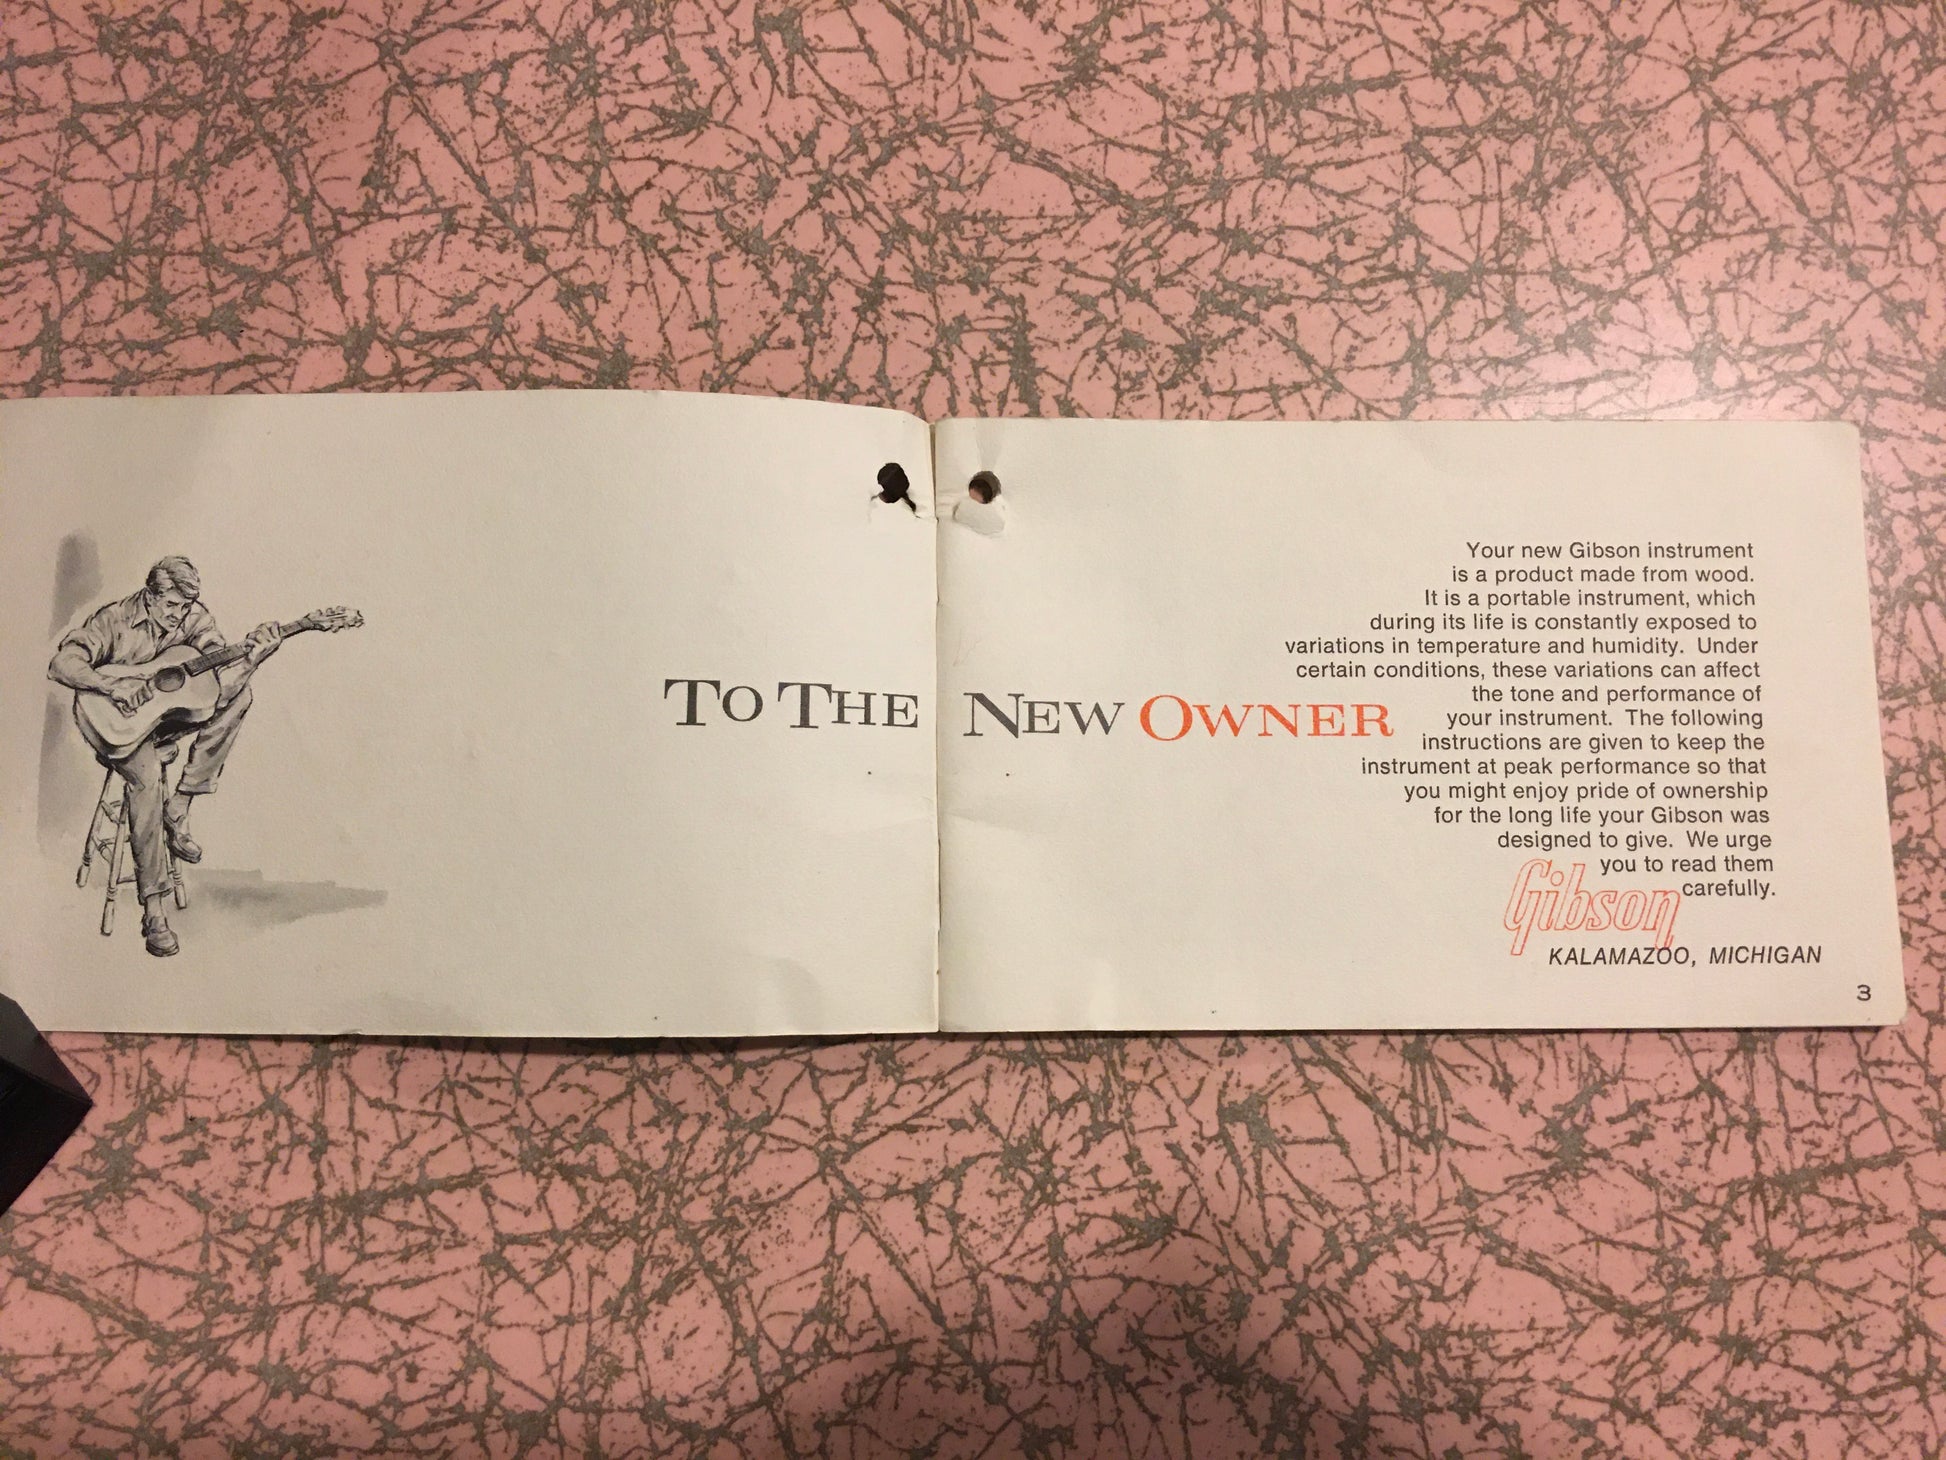 To The New Owner
Your new Gibson instrument
is a product made from wood.
It is a portable instrument, which
during its life is constantly exposed to
variations in temperature and humidity. Under
certain conditions, these variations can affect
the tone and performance of
your instrument. The following
instructions are given to keep the
instrument at peak performance so that
you might enjoy pride of ownership
for the long life your Gibson was
designed to give. We urge
you to read them
carefully.
Gibson
KALAMAZOO, MICHIGAN
3